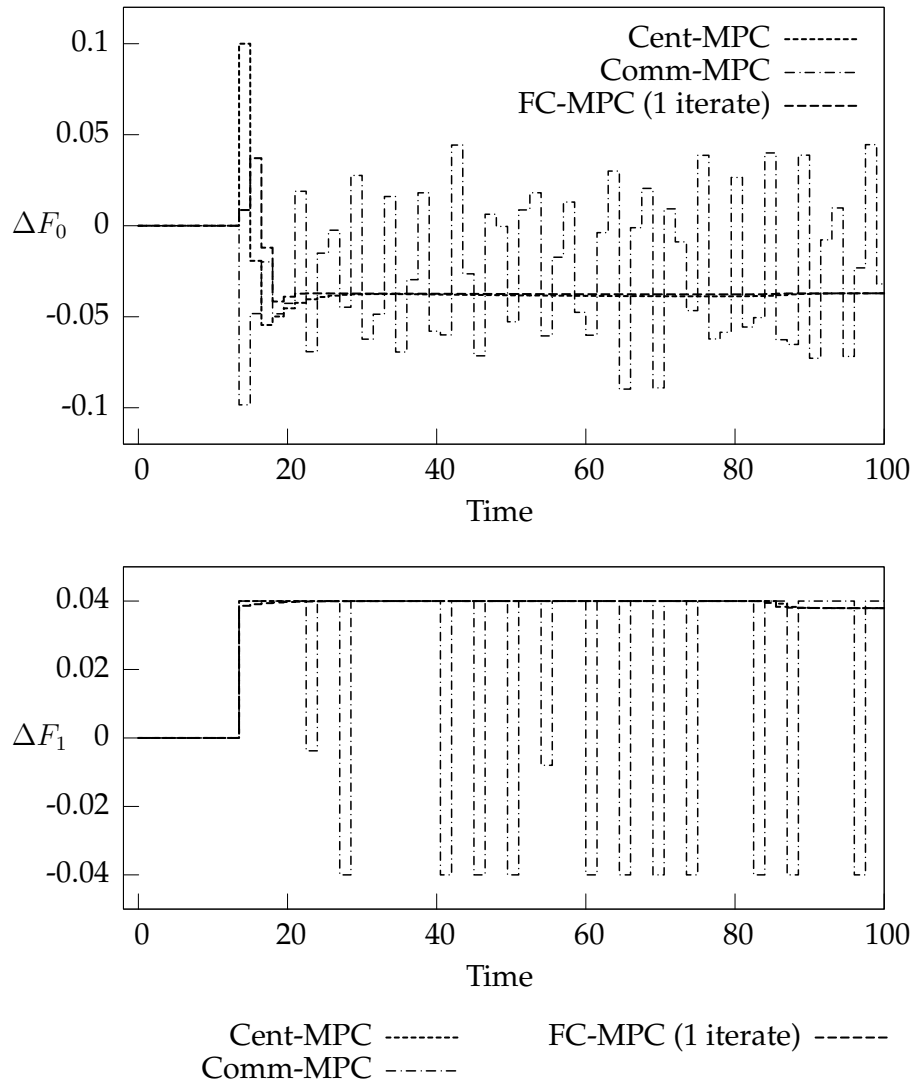 Cent-MPC
Comm-MPC
FC-MPC (1 iterate)
0.1
0.05
0
-0.05
-0.1
ΔF₀
0 20 40 60 80 100
Time
0.04
0.02
0
-0.02
-0.04
ΔF₁
0 20 40 60 80 100
Time
Cent-MPC FC-MPC (1 iterate)
Comm-MPC